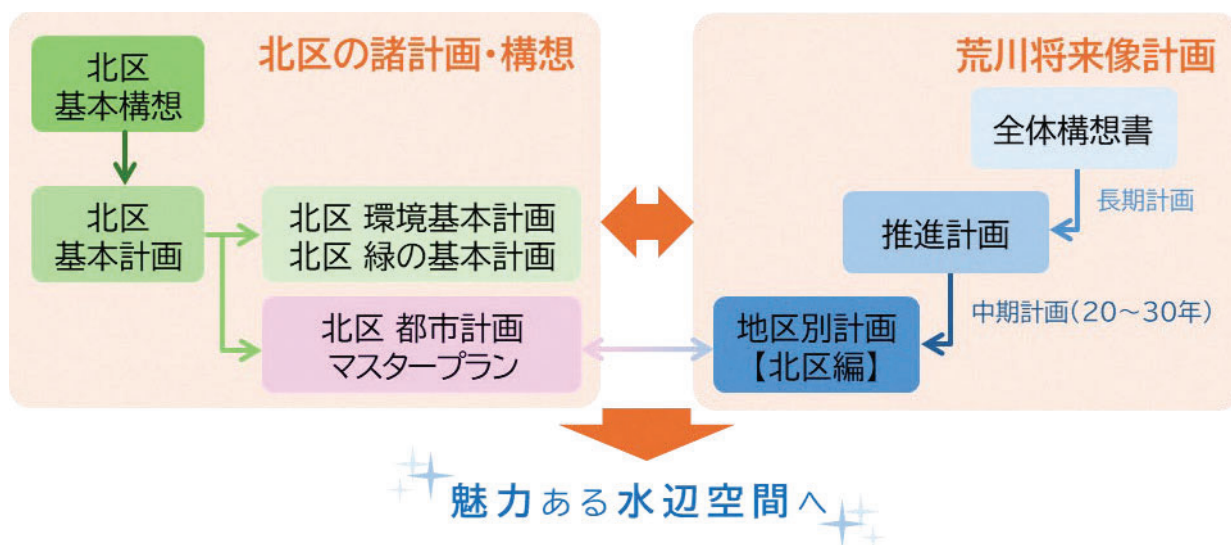 北区の諸計画・構想
北区
基本構想
北区
基本計画
北区 環境基本計画
北区 緑の基本計画
北区 都市計画
マスタープラン
荒川将来像計画
全体構想書
長期計画
推進計画
中期計画(20～30年)
地区別計画
【北区編】
魅力ある水辺空間へ